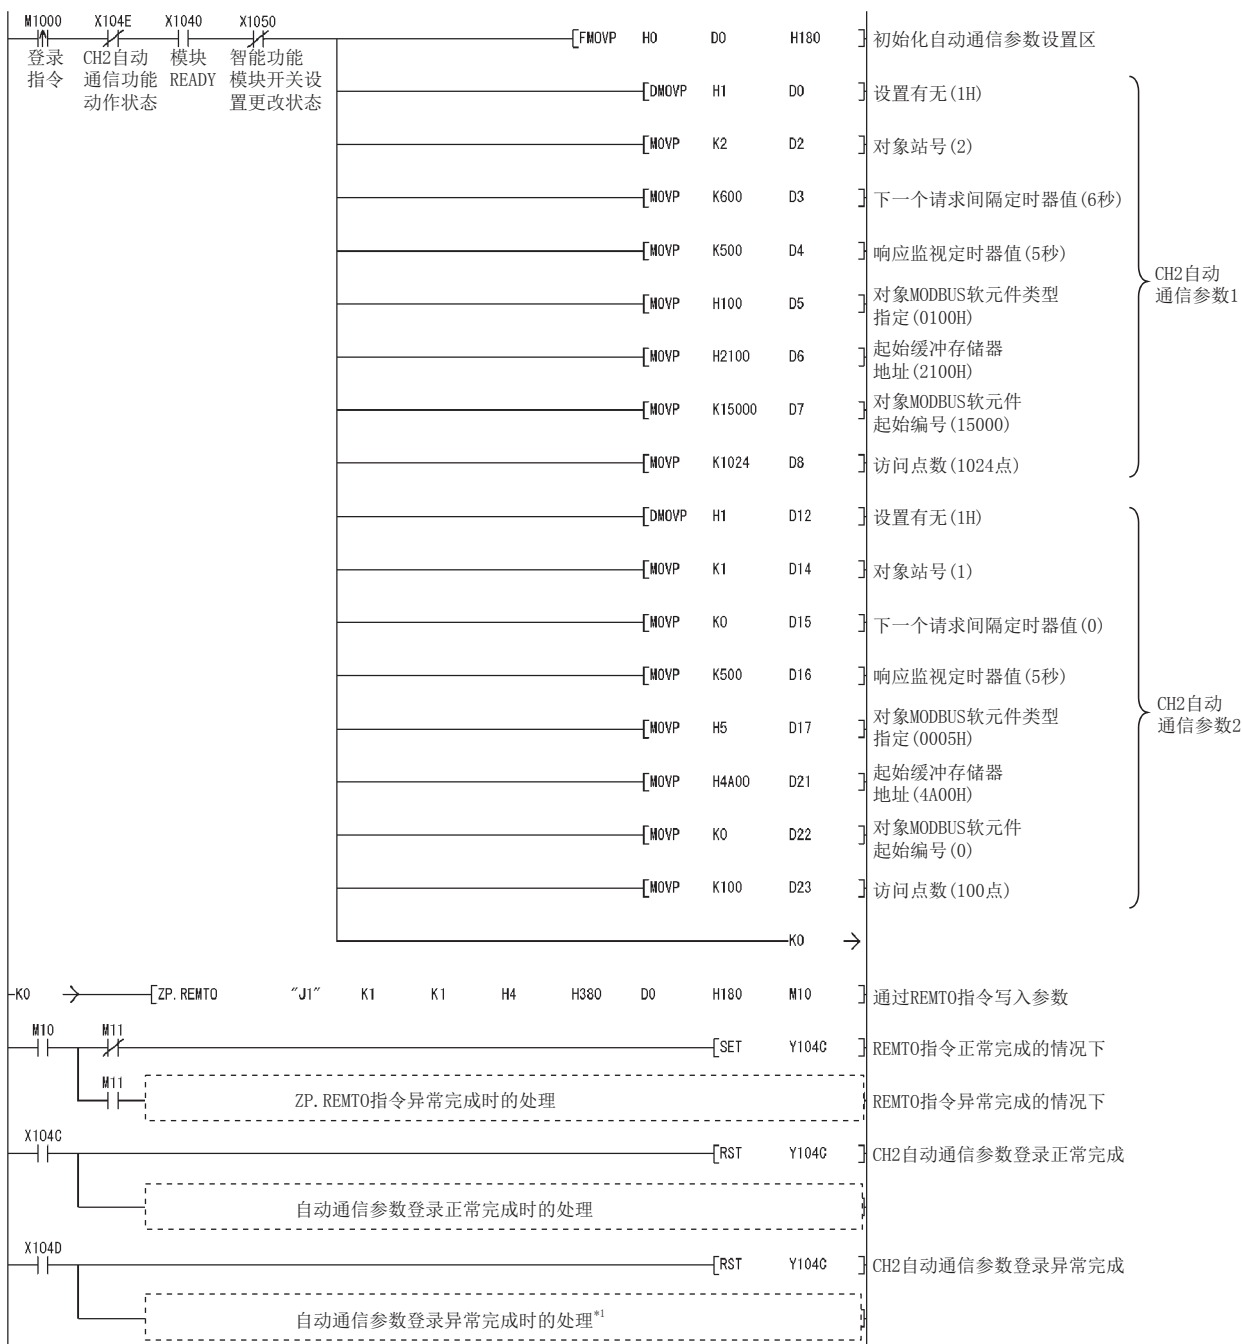 M1000 X104E X1040 X1050
登录 CH2自动 模块 智能功能
指令 通信功能 READY 模块开关设
动作状态 置更改状态
FMOVP H0 D0 H180 初始化自动通信参数设置区
DMOVP H1 D0 设置有无(1H)
MOVP K2 D2 对象站号(2)
MOVP K600 D3 下一个请求间隔定时器值(6秒)
MOVP K500 D4 响应监视定时器值(5秒)
MOVP H100 D5 对象MODBUS软元件类型
指定(0100H)
MOVP H2100 D6 起始缓冲存储器
地址(2100H)
MOVP K15000 D7 对象MODBUS软元件
起始编号(15000)
MOVP K1024 D8 访问点数(1024点)
CH2自动
通信参数1
DMOVP H1 D12 设置有无(1H)
MOVP K1 D14 对象站号(1)
MOVP K0 D15 下一个请求间隔定时器值(0)
MOVP K500 D16 响应监视定时器值(5秒)
MOVP H5 D17 对象MODBUS软元件类型
指定(0005H)
MOVP H4A00 D21 起始缓冲存储器
地址(4A00H)
MOVP K0 D22 对象MODBUS软元件
起始编号(0)
MOVP K100 D23 访问点数(100点)
CH2自动
通信参数2
K0
K0 ZP.REMTO "J1" K1 K1 H4 H380 D0 H180 M10 通过REMTO指令写入参数
M10 M11
SET Y104C REMTO指令正常完成的情况下
M11
ZP.REMTO指令异常完成时的处理 REMTO指令异常完成的情况下
X104C
RST Y104C CH2自动通信参数登录正常完成
自动通信参数登录正常完成时的处理
X104D
RST Y104C CH2自动通信参数登录异常完成
自动通信参数登录异常完成时的处理*1